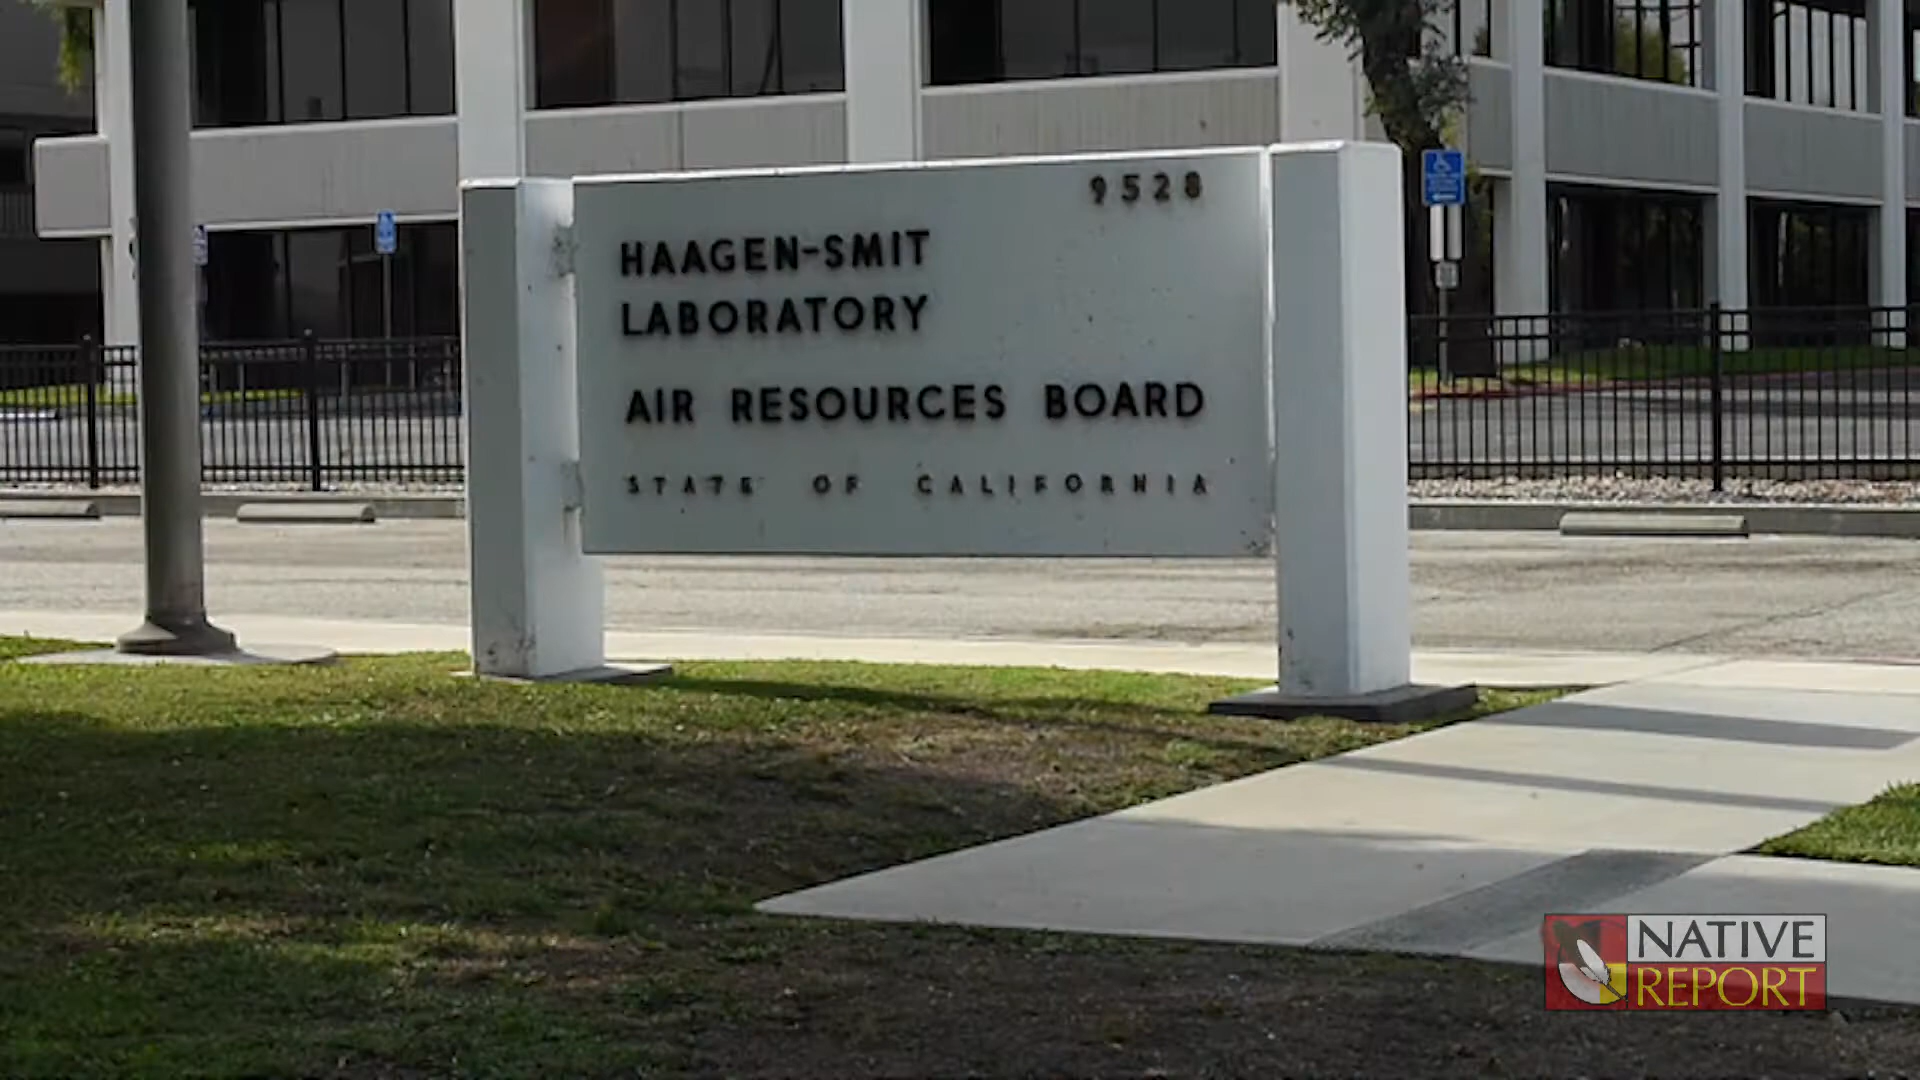 9528
HAAGEN-SMIT
LABORATORY
AIR RESOURCES BOARD
STATE OF CALIFORNIA
NATIVE
REPORT